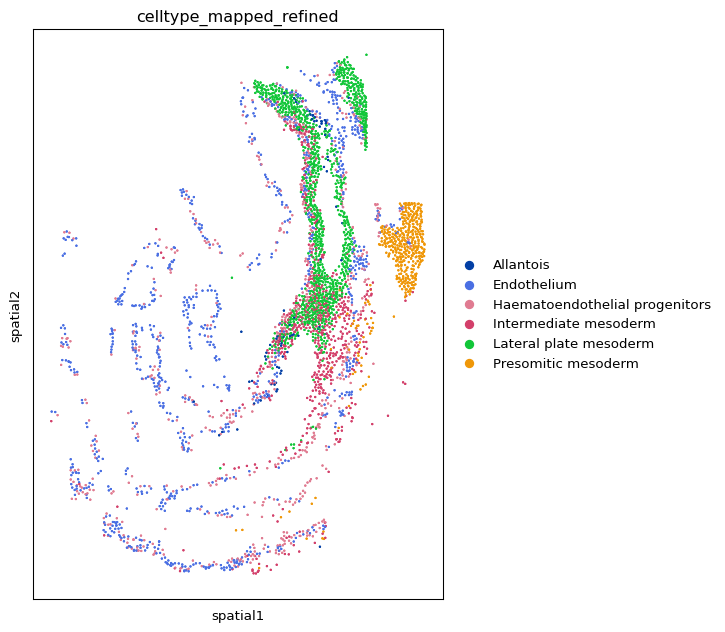 celltype_mapped_refined
spatial2
spatial1
Allantois
Endothelium
Haematoendothelial progenitors
Intermediate mesoderm
Lateral plate mesoderm
Presomitic mesoderm